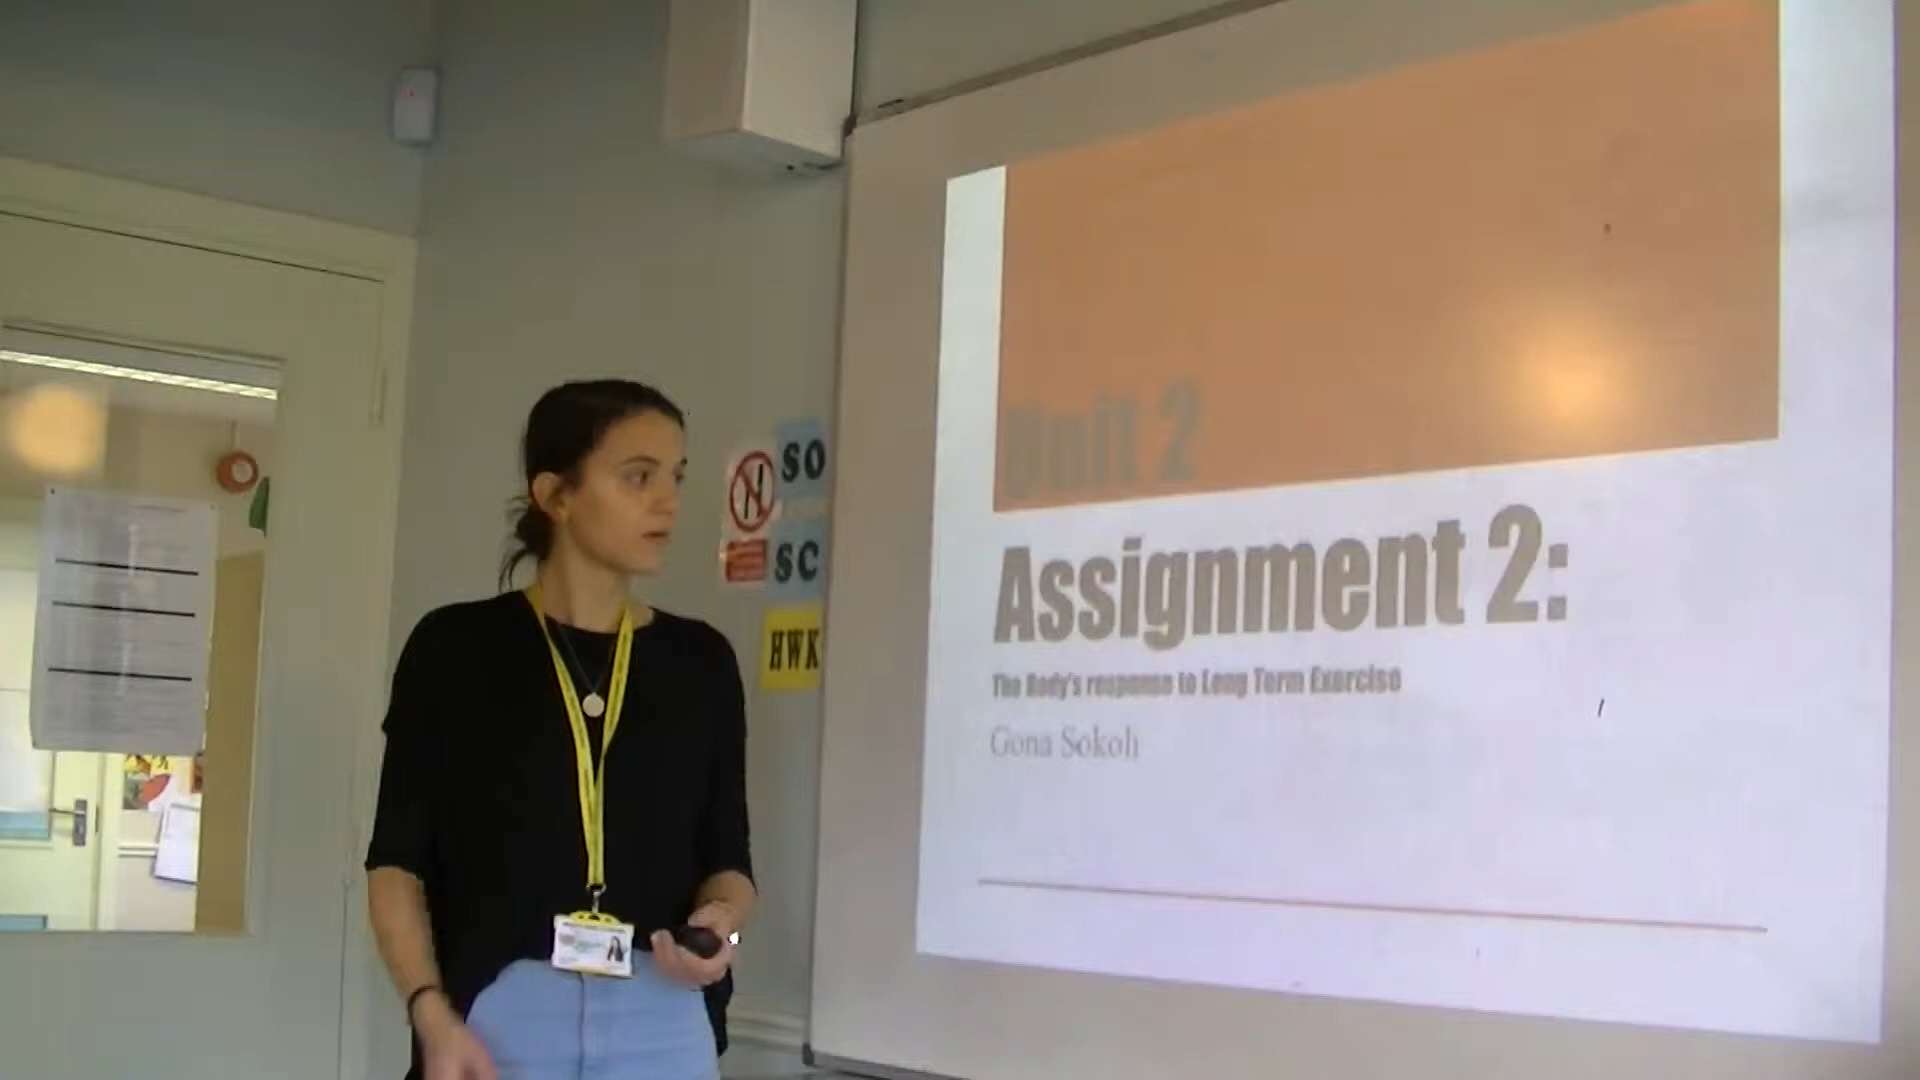 SO
SC
HWK
Unit 2
Assignment 2:
The Body's response to Long Term Exercise
Gona Sokoli